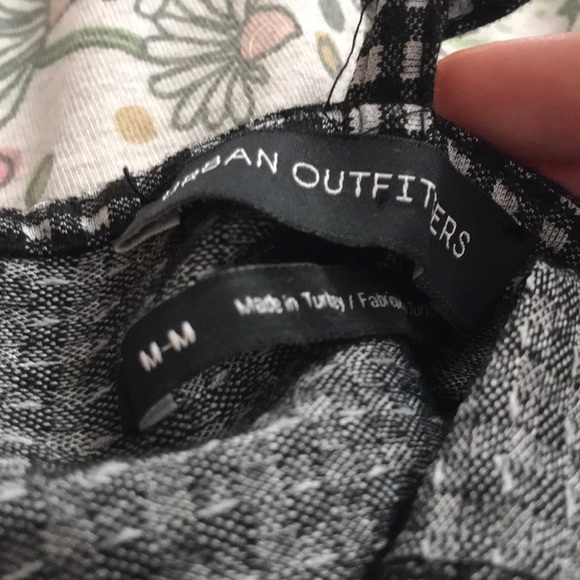 URBAN OUTFITTERS
Made in Turkey /
M-M